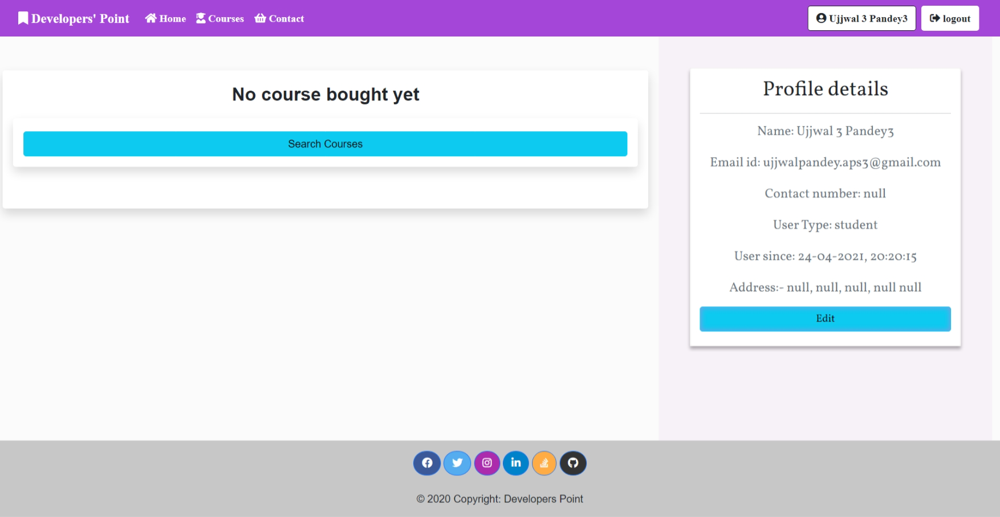 Developers' Point Home Courses Contact Ujjwal 3 Pandey3 logout
No course bought yet
Search Courses
Profile details
Name: Ujjwal 3 Pandey3
Email id: ujjwalpandey.aps3@gmail.com
Contact number: null
User Type: student
User since: 24-04-2021, 20:20:15
Address:- null, null, null, null null
Edit
© 2020 Copyright: Developers Point